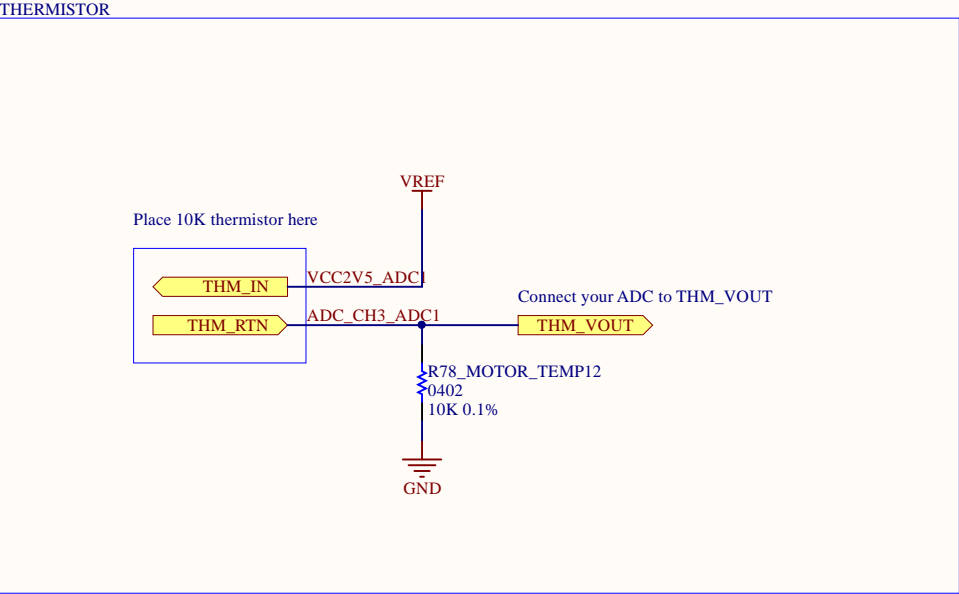 THERMISTOR
VREF
Place 10K thermistor here
THM_IN
VCC2V5_ADC1
Connect your ADC to THM_VOUT
THM_RTN
ADC_CH3_ADC1
THM_VOUT
R78_MOTOR_TEMP12
0402
10K 0.1%
GND